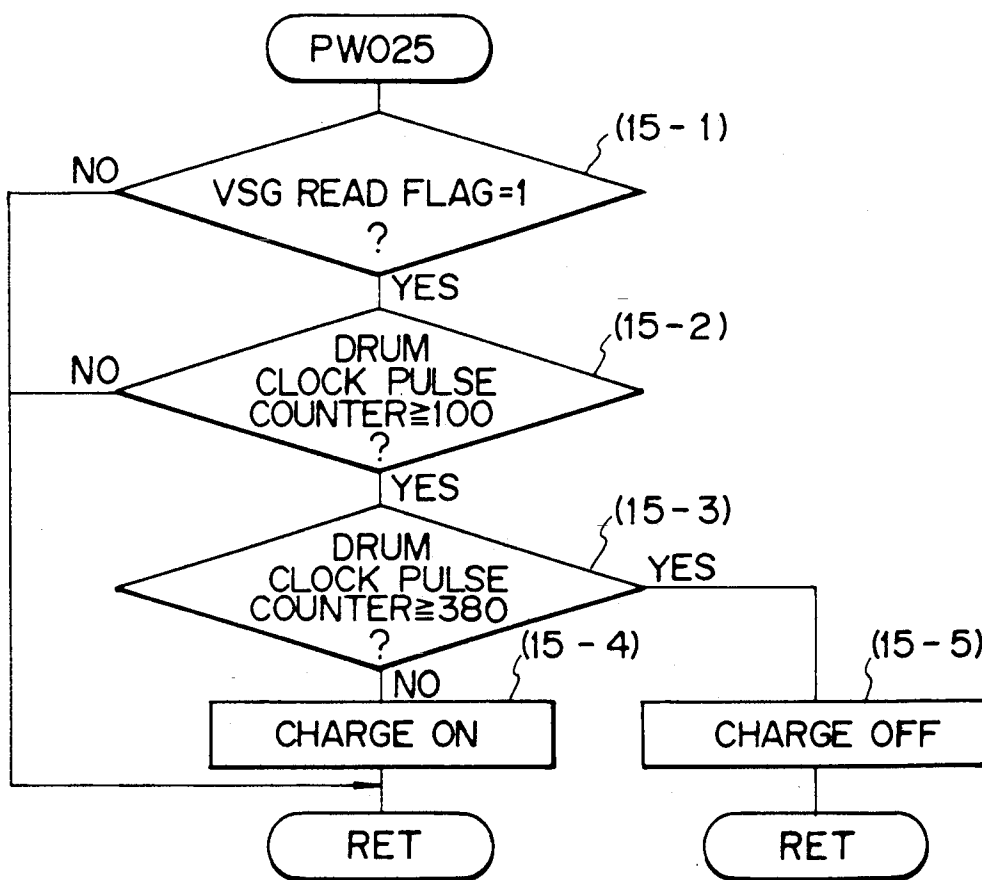 PW025
(15-1)
NO
VSG READ FLAG=1
?
YES
(15-2)
NO
DRUM
CLOCK PULSE
COUNTER≧100
?
YES
(15-3)
DRUM
CLOCK PULSE
COUNTER≧380
?
YES
NO
(15-4)
(15-5)
CHARGE ON
CHARGE OFF
RET
RET